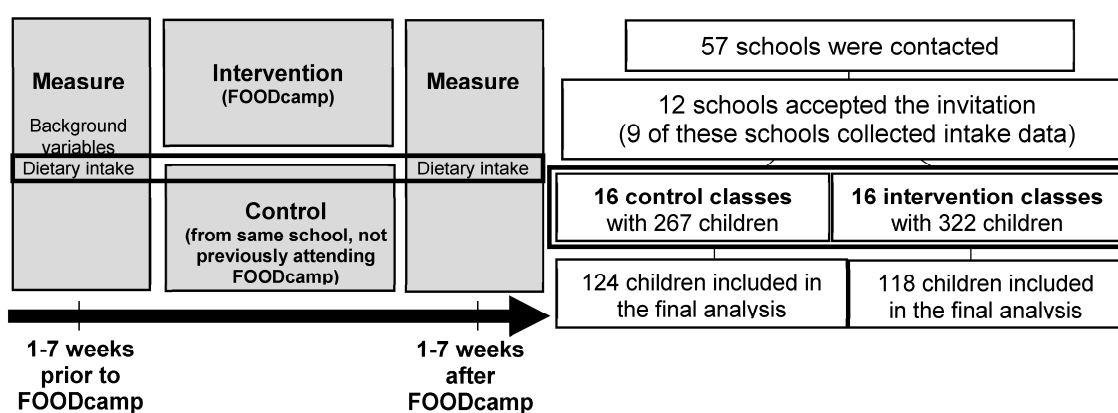 Measure
Background
variables
Dietary intake
Intervention
(FOODcamp)
Control
(from same school, not
previously attending
FOODcamp)
Measure
Dietary intake
1-7 weeks
prior to
FOODcamp
1-7 weeks
after
FOODcamp
57 schools were contacted
12 schools accepted the invitation
(9 of these schools collected intake data)
16 control classes
with 267 children
16 intervention classes
with 322 children
124 children included in
the final analysis
118 children included
in the final analysis